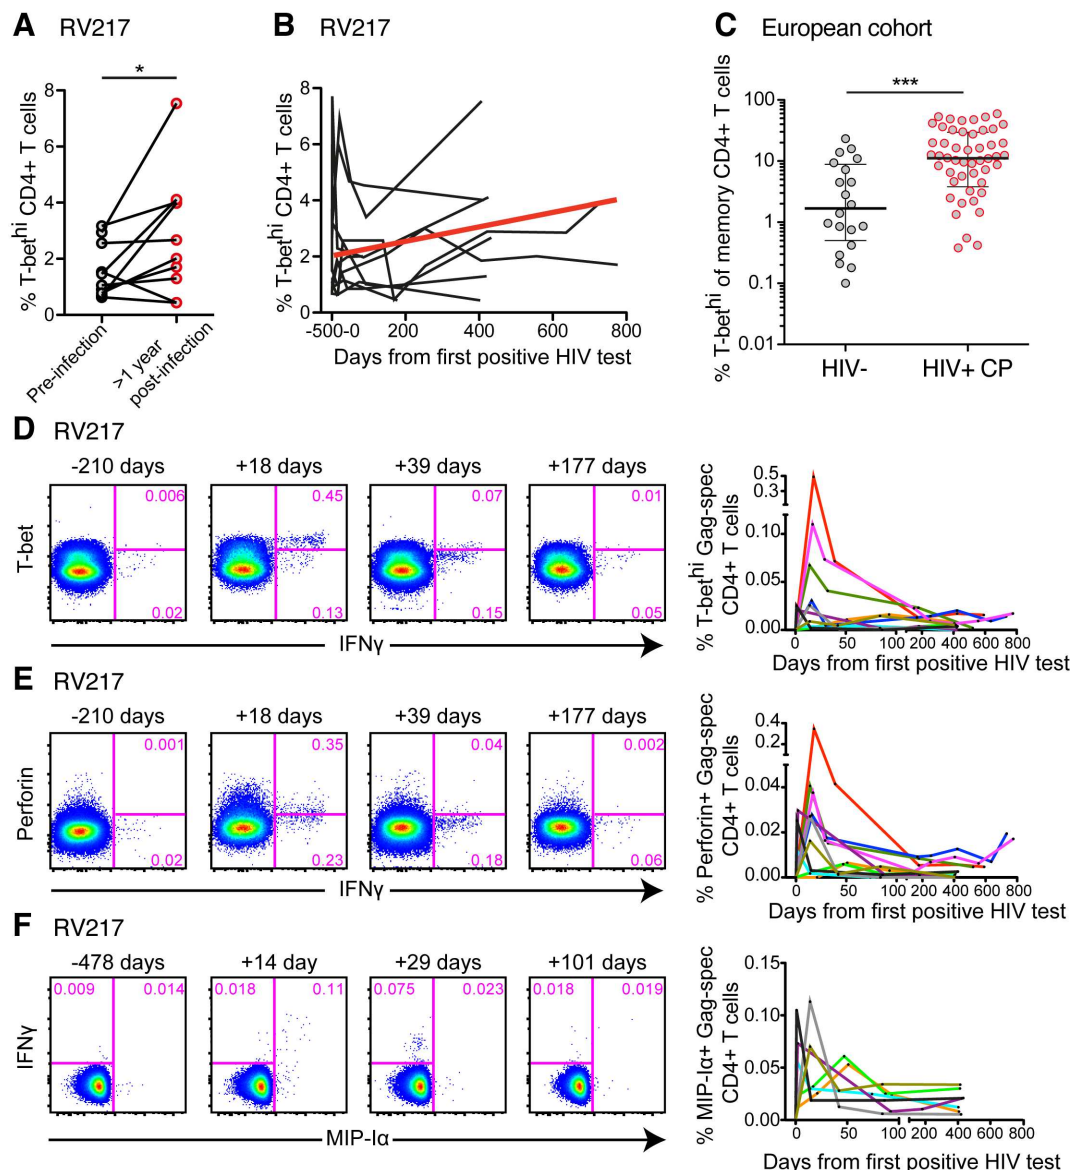 A RV217
*
8
6
4
2
0
% T-bethi CD4+ T cells
Pre-infection
>1 year
post-infection
B RV217
8
6
4
2
0
% T-bethi CD4+ T cells
-500-0 200 400 600 800
Days from first positive HIV test
C European cohort
***
100
10
1
0.1
0.01
% T-bethi of memory CD4+ T cells
HIV- HIV+ CP
D RV217
-210 days +18 days +39 days +177 days
T-bet
0.006 0.45 0.07 0.01
0.02 0.13 0.15 0.05
IFNγ
0.5
0.3
0.10
0.05
0.00
% T-bethi Gag-spec
CD4+ T cells
0 50 100 200 400 600 800
Days from first positive HIV test
E RV217
-210 days +18 days +39 days +177 days
Perforin
0.001 0.35 0.04 0.002
0.02 0.23 0.18 0.06
IFNγ
0.4
0.2
0.04
0.02
0.00
% Perforin+ Gag-spec
CD4+ T cells
0 50 100 200 400 600 800
Days from first positive HIV test
F RV217
-478 days +14 day +29 days +101 days
IFNγ
0.009 0.014 0.018 0.11 0.075 0.023 0.018 0.019
MIP-Iα
0.15
0.10
0.05
0.00
% MIP-Iα+ Gag-spec
CD4+ T cells
0 50 100 200 400 600 800
Days from first positive HIV test